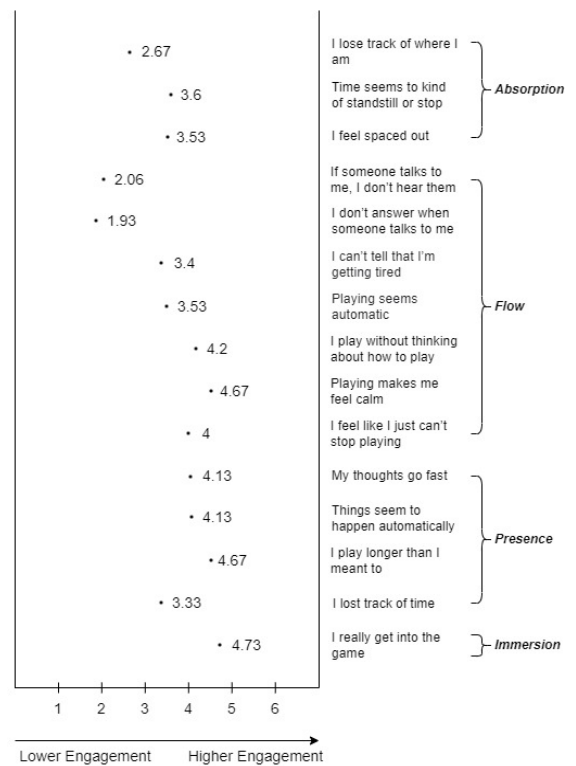 2.67
I lose track of where I
am
3.6
Time seems to kind
of standstill or stop
Absorption
3.53
I feel spaced out
2.06
If someone talks to
me, I don't hear them
1.93
I don't answer when
someone talks to me
3.4
I can't tell that I'm
getting tired
3.53
Playing seems
automatic
Flow
4.2
I play without thinking
about how to play
4.67
Playing makes me
feel calm
4
I feel like I just can't
stop playing
4.13
My thoughts go fast
4.13
Things seem to
happen automatically
Presence
4.67
I play longer than I
meant to
3.33
I lost track of time
4.73
I really get into the
game
Immersion
1 2 3 4 5 6
Lower Engagement Higher Engagement